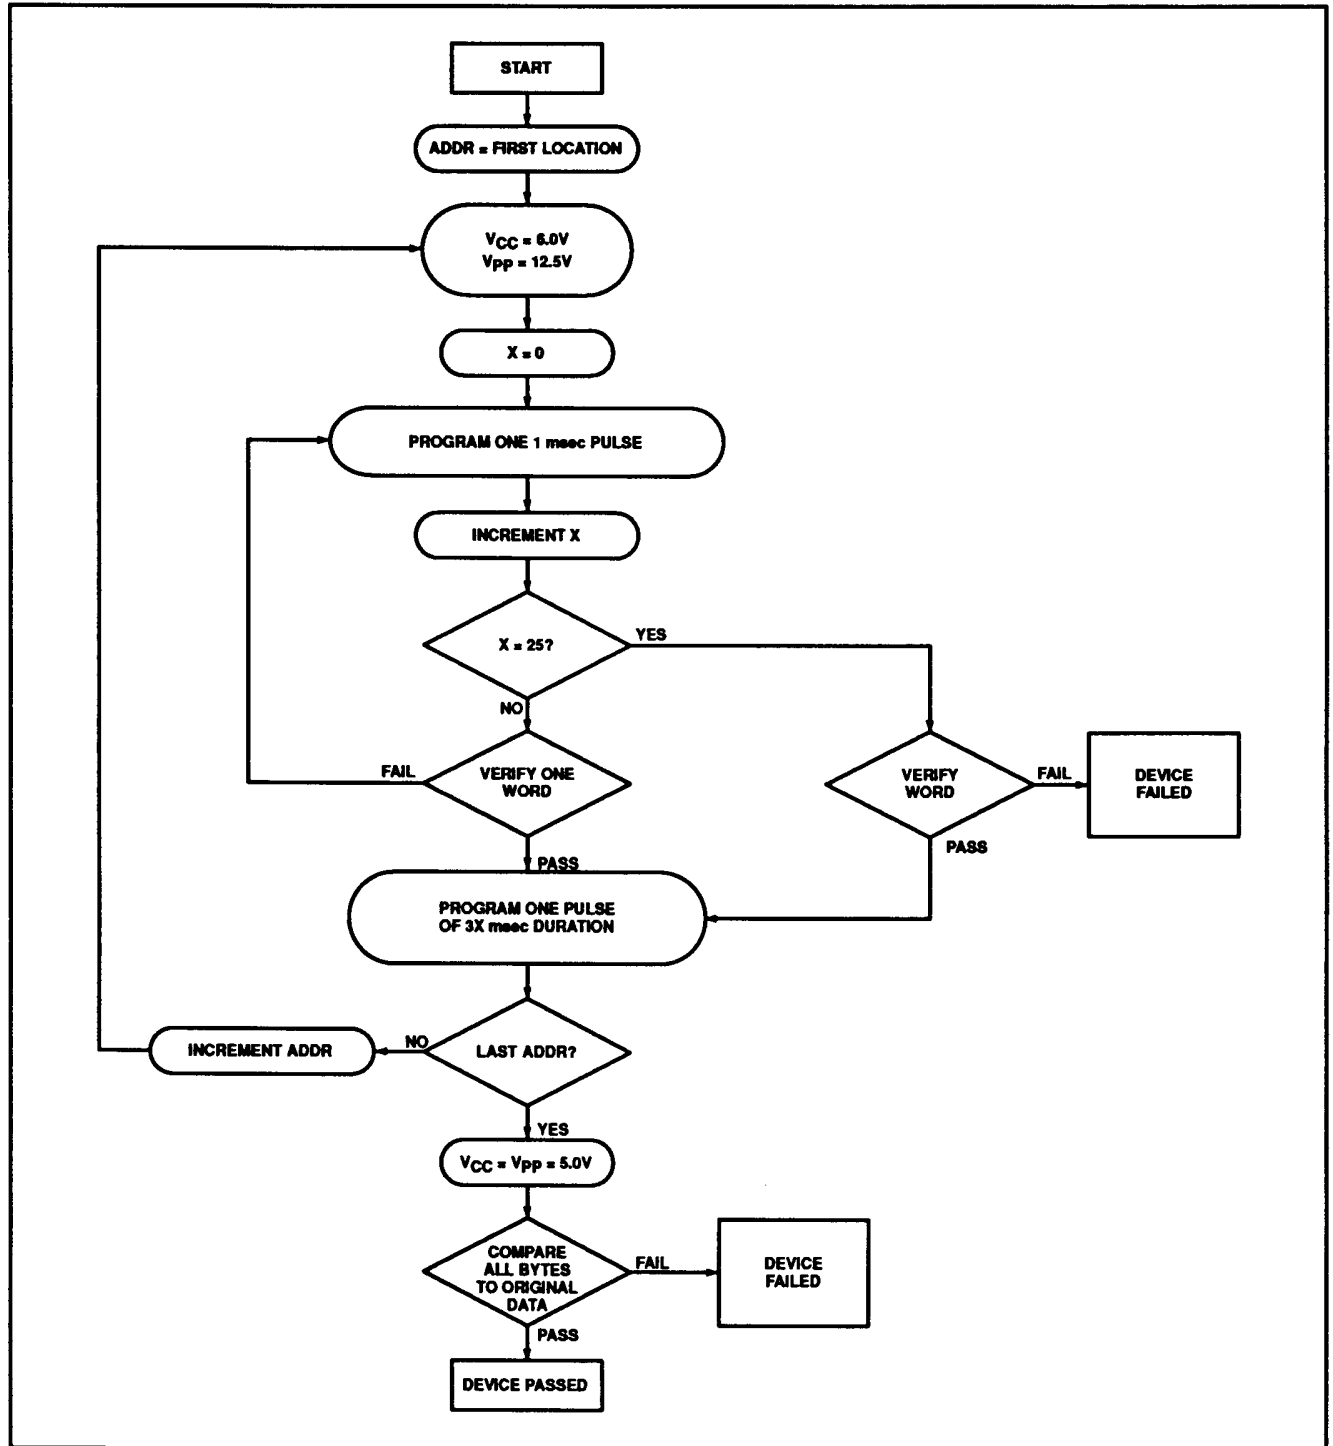 START
ADDR = FIRST LOCATION
VCC = 6.0V
VPP = 12.5V
X = 0
PROGRAM ONE 1 msec PULSE
INCREMENT X
X = 25?
YES
NO
VERIFY ONE
WORD
FAIL
VERIFY
WORD
FAIL
DEVICE
FAILED
PASS
PASS
PROGRAM ONE PULSE
OF 3X msec DURATION
LAST ADDR?
NO
INCREMENT ADDR
YES
VCC = VPP = 5.0V
COMPARE
ALL BYTES
TO ORIGINAL
DATA
FAIL
DEVICE
FAILED
PASS
DEVICE PASSED